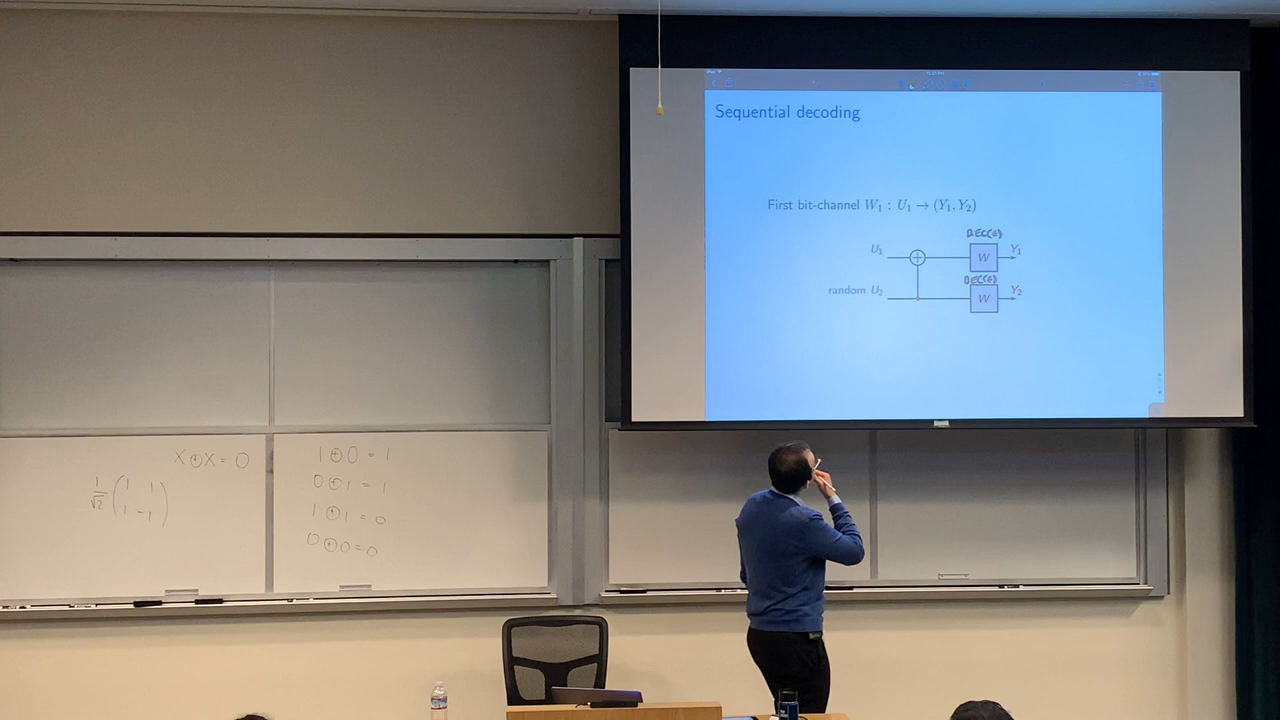 Sequential decoding
First bit-channel W₁ : U₁ → (Y₁, Y₂)
BEC(ε)
U₁ W Y₁
BEC(ε)
random U₂ W Y₂
X ⊕ X = 0
1/√2 (1 1
1 -1)
1 ⊕ 0 = 1
0 ⊕ 1 = 1
1 ⊕ 1 = 0
0 ⊕ 0 = 0